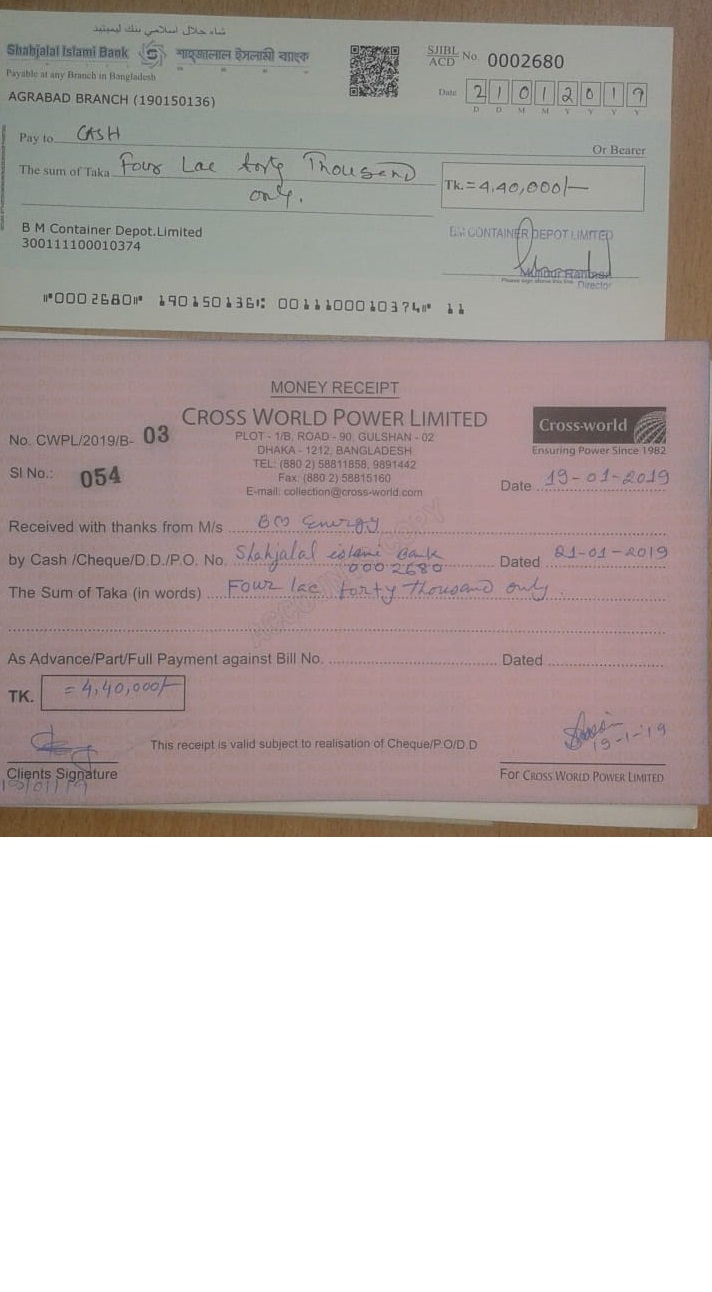 Shahjalal Islami Bank শাহ্জালাল ইসলামী ব্যাংক
SJIBL
ACD No. 0002680
Payable at any Branch in Bangladesh
Date 2 1 0 1 2 0 1 9
D D M M Y Y Y Y
AGRABAD BRANCH (190150136)
Pay to CASH Or Bearer
The sum of Taka Four Lac forty Thousand
only.
Tk.=4,40,000/-
B M Container Depot.Limited
300111100010374
BM CONTAINER DEPOT LIMITED
Please sign above this line
Director
⑈0002680⑈ 190150136⑆ 0011100010374⑈ 11
MONEY RECEIPT
CROSS WORLD POWER LIMITED
PLOT - 1/B, ROAD - 90, GULSHAN - 02
DHAKA - 1212, BANGLADESH
TEL: (880 2) 58811858, 9891442
Fax: (880 2) 58815160
E-mail: collection@cross-world.com
Cross-world
Ensuring Power Since 1982
No. CWPL/2019/B- 03
Sl No.: 054
Date 19-01-2019
Received with thanks from M/s BM Energy
by Cash /Cheque/D.D./P.O. No. Shahjalal islami Bank Dated 21-01-2019
0002680
The Sum of Taka (in words) Four lac forty thousand only.
As Advance/Part/Full Payment against Bill No. Dated
TK. =4,40,000/-
This receipt is valid subject to realisation of Cheque/P.O/D.D
19-1-19
Clients Signature
19/01/19
For CROSS WORLD POWER LIMITED